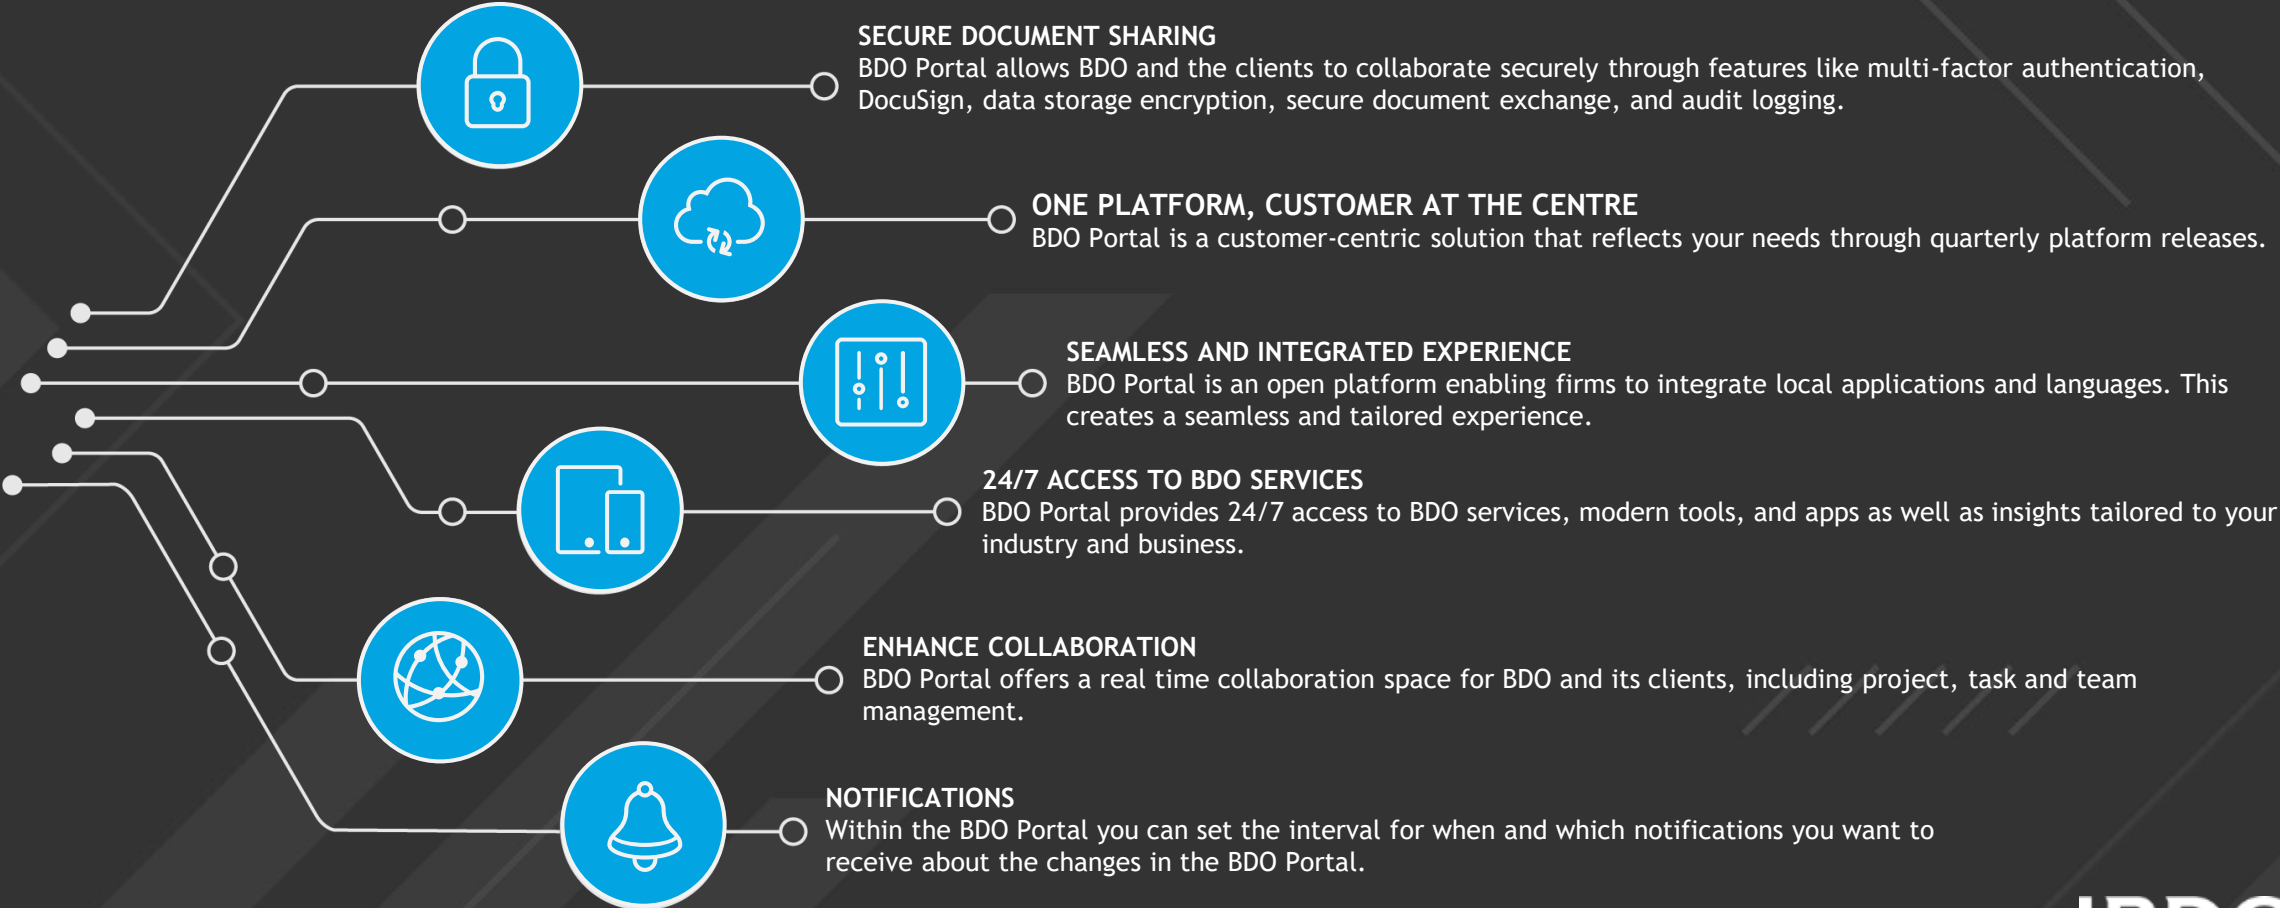 SECURE DOCUMENT SHARING
BDO Portal allows BDO and the clients to collaborate securely through features like multi-factor authentication,
DocuSign, data storage encryption, secure document exchange, and audit logging.
ONE PLATFORM, CUSTOMER AT THE CENTRE
BDO Portal is a customer-centric solution that reflects your needs through quarterly platform releases.
SEAMLESS AND INTEGRATED EXPERIENCE
BDO Portal is an open platform enabling firms to integrate local applications and languages. This
creates a seamless and tailored experience.
24/7 ACCESS TO BDO SERVICES
BDO Portal provides 24/7 access to BDO services, modern tools, and apps as well as insights tailored to your
industry and business.
ENHANCE COLLABORATION
BDO Portal offers a real time collaboration space for BDO and its clients, including project, task and team
management.
NOTIFICATIONS
Within the BDO Portal you can set the interval for when and which notifications you want to
receive about the changes in the BDO Portal.